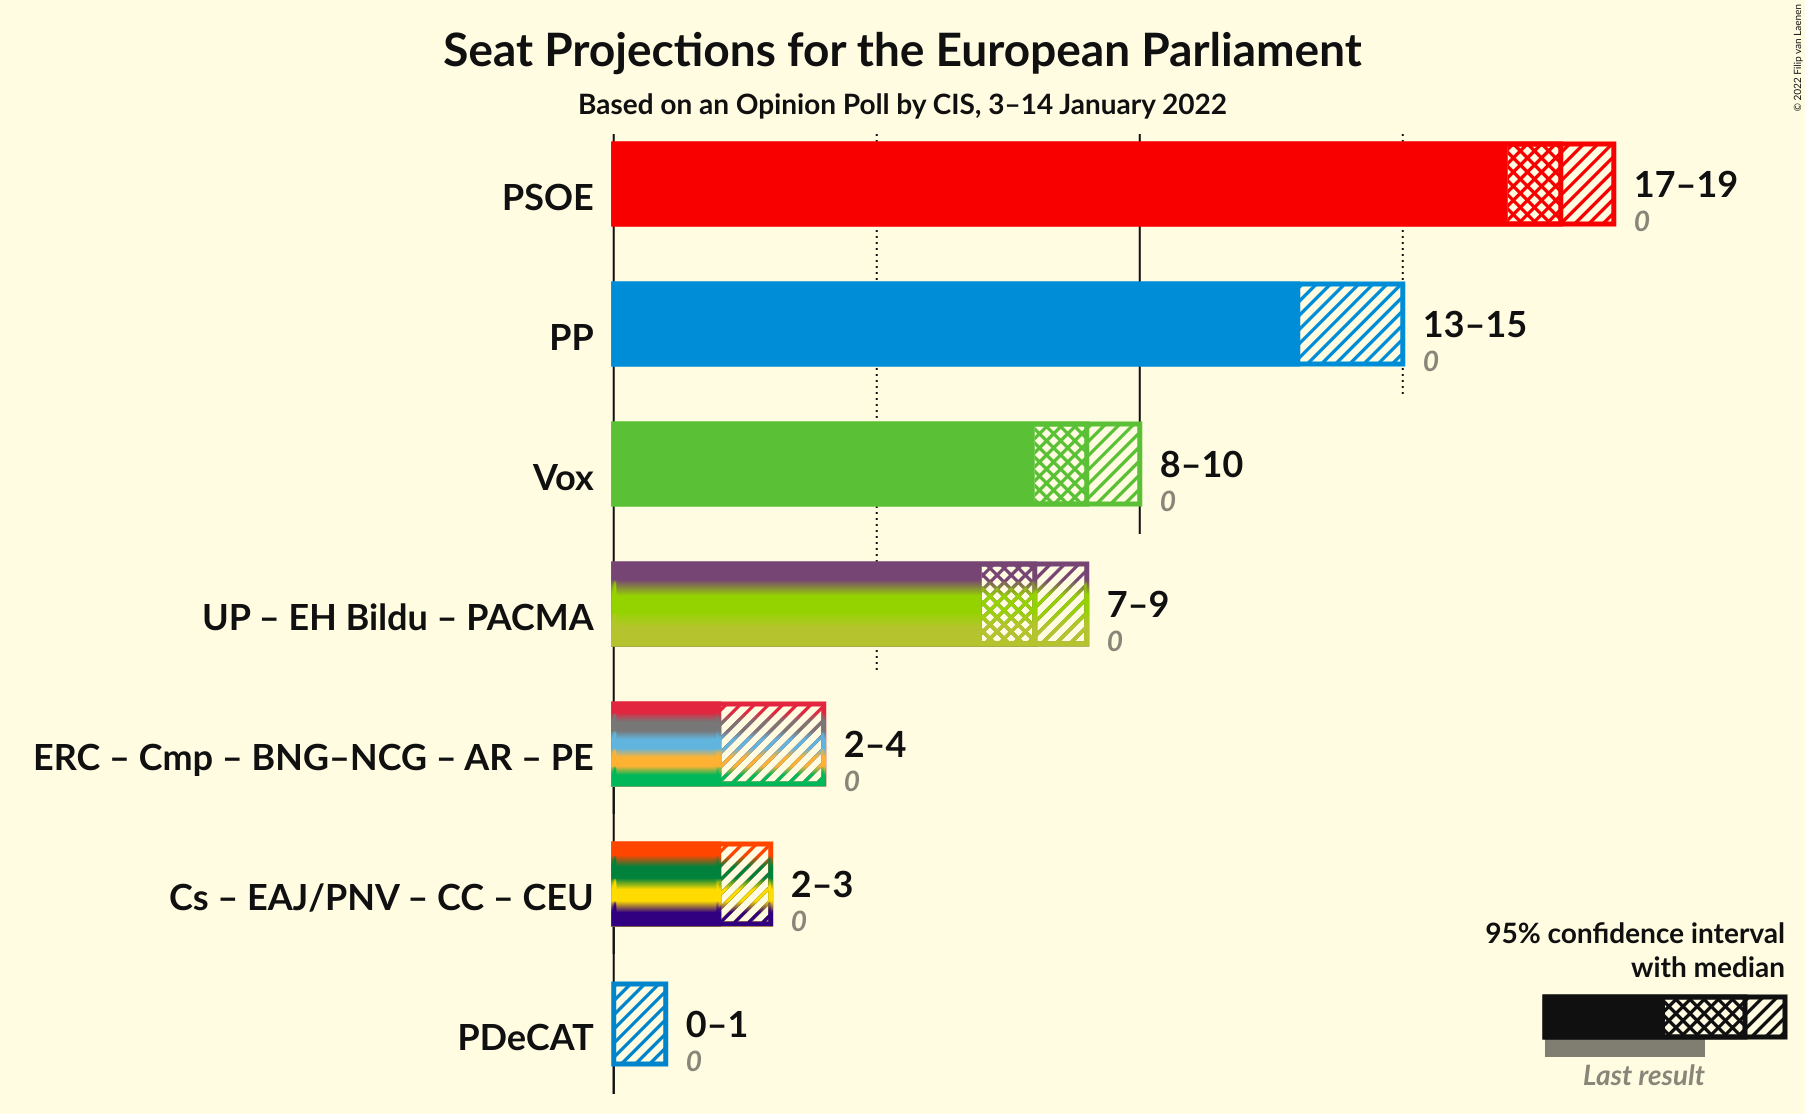 Seat Projections for the European Parliament
Based on an Opinion Poll by CIS, 3–14 January 2022
© 2022 Filip van Laenen
PSOE
17–19
0
PP
13–15
0
Vox
8–10
0
UP – EH Bildu – PACMA
7–9
0
ERC – Cmp – BNG–NCG – AR – PE
2–4
0
Cs – EAJ/PNV – CC – CEU
2–3
0
PDeCAT
0–1
0
95% confidence interval
with median
Last result